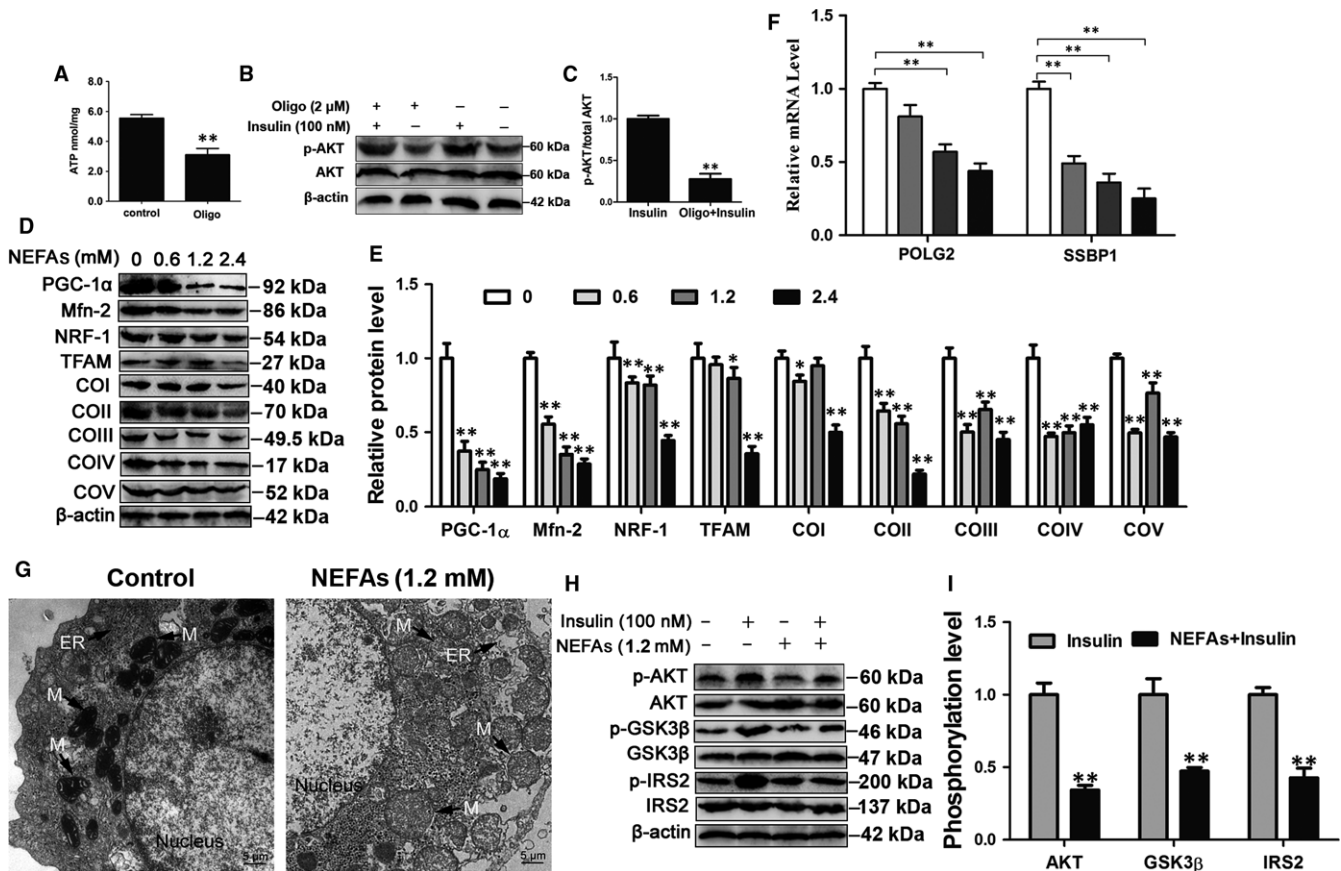 A
ATP nmol/mg
6.0
4.0
2.0
0.0
**
control Oligo
B
Oligo (2 μM) + + – –
Insulin (100 nM) + – + –
p-AKT –60 kDa
AKT –60 kDa
β-actin –42 kDa
C
p-AKT/total AKT
1.5
1.0
0.5
0.0
**
Insulin Oligo+Insulin
F
Relative mRNA Level
1.5
1.0
0.5
0.0
** **
** ** **
POLG2 SSBP1
D
NEFAs (mM)
0 0.6 1.2 2.4
PGC-1α –92 kDa
Mfn-2 –86 kDa
NRF-1 –54 kDa
TFAM –27 kDa
COI –40 kDa
COII –70 kDa
COIII –49.5 kDa
COIV –17 kDa
COV –52 kDa
β-actin –42 kDa
E
Relative protein level
1.5
1.0
0.5
0.0
0 0.6 1.2 2.4
** ** **
** ** **
** ** **
* **
* **
** ** **
** ** **
** ** **
** ** **
PGC-1α Mfn-2 NRF-1 TFAM COI COII COIII COIV COV
G
Control NEFAs (1.2 mM)
ER M
M
M
Nucleus
5 μm
M
ER
M
Nucleus
M
5 μm
H
Insulin (100 nM) – + – +
NEFAs (1.2 mM) – – + +
p-AKT –60 kDa
AKT –60 kDa
p-GSK3β –46 kDa
GSK3β –47 kDa
p-IRS2 –200 kDa
IRS2 –137 kDa
β-actin –42 kDa
I
Phosphorylation level
1.5
1.0
0.5
0.0
Insulin NEFAs+Insulin
** ** **
AKT GSK3β IRS2